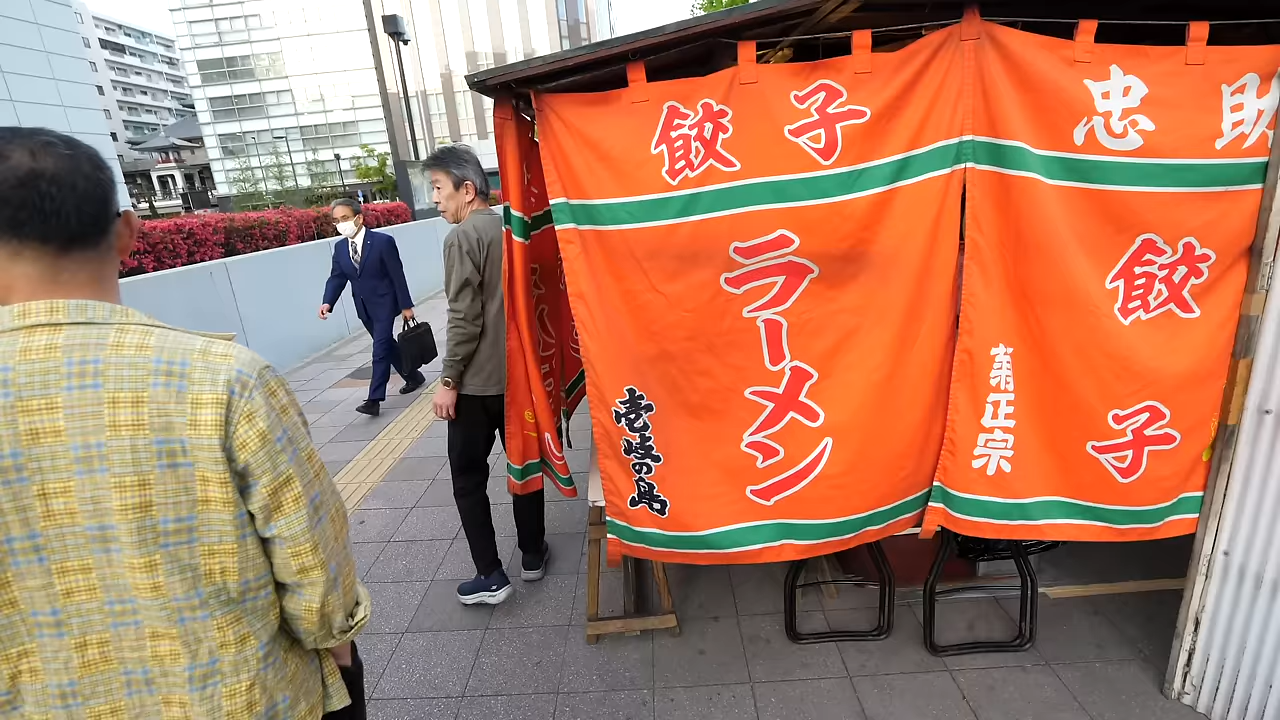 餃子
忠助
ラーメン
壱岐の島
餃子
菊正宗